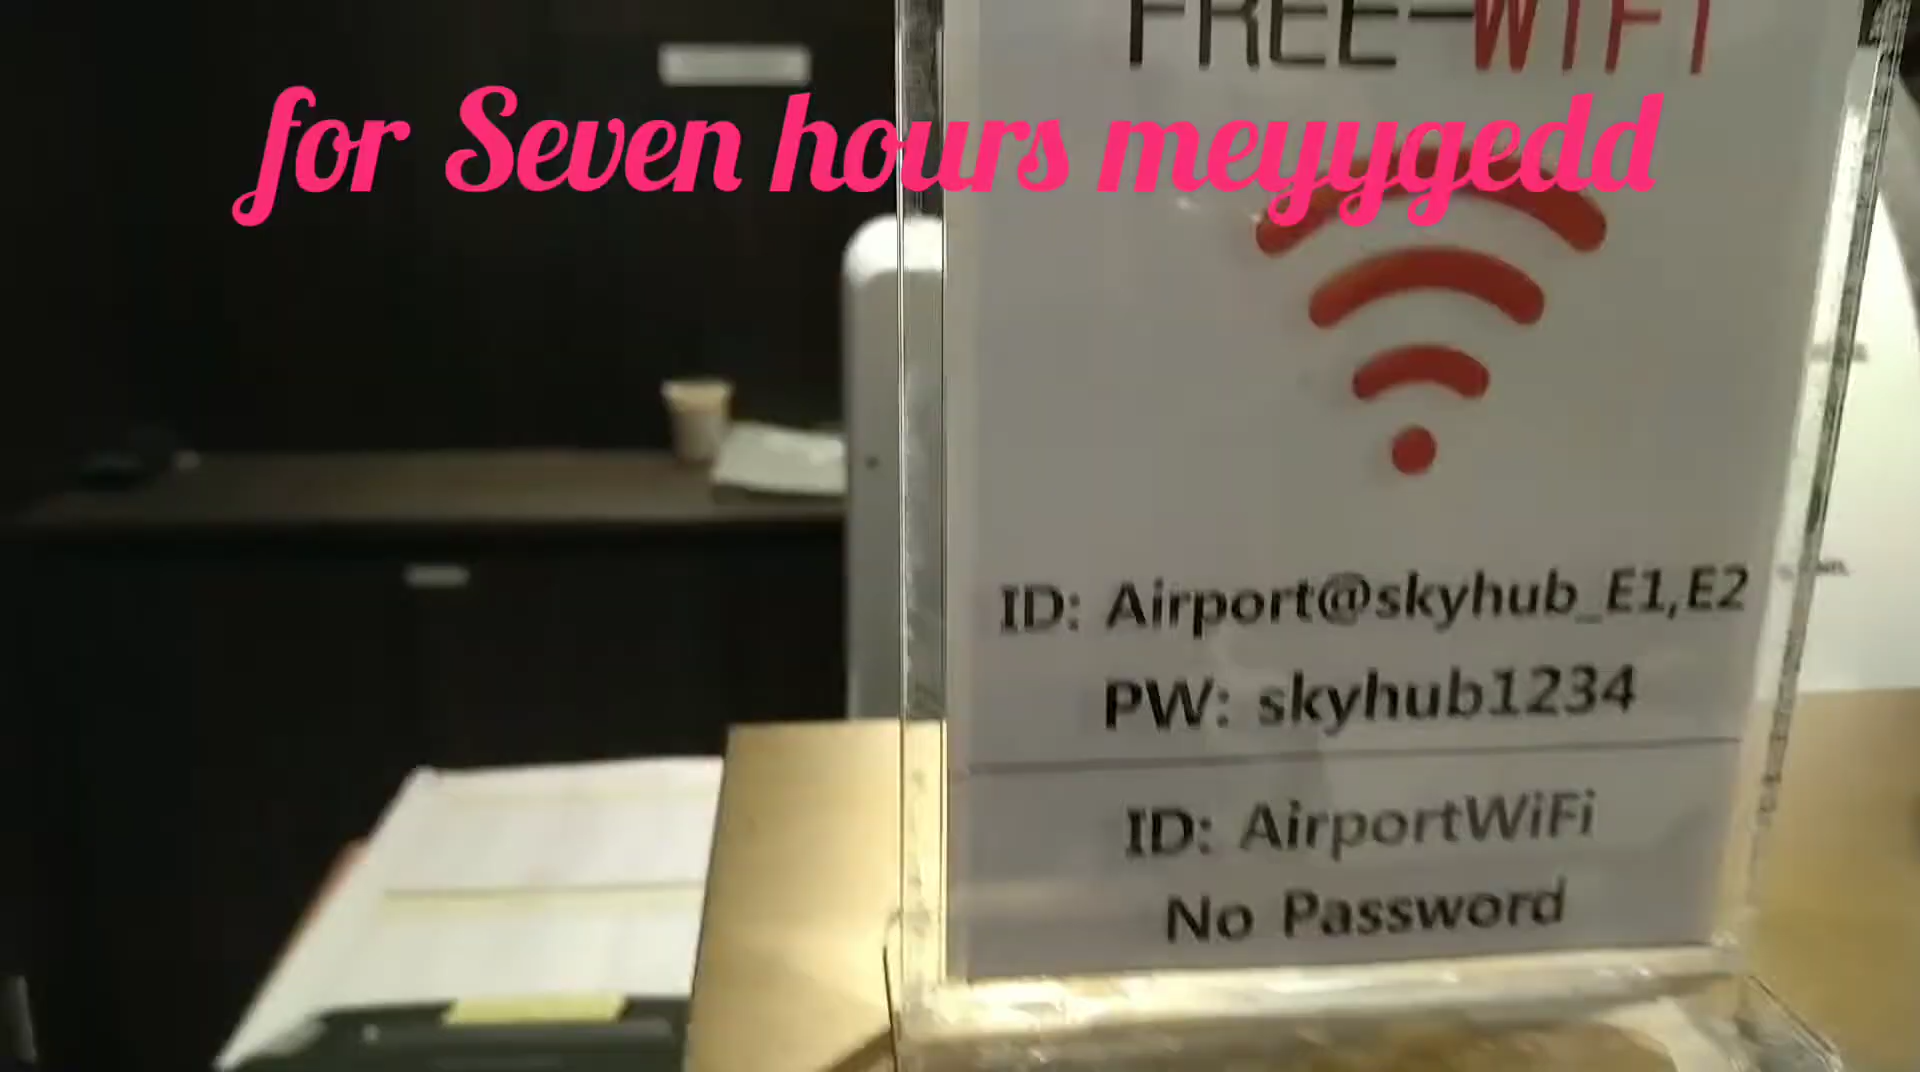 FREE-WIFI
for Seven hours meyygedd
ID: Airport@skyhub_E1,E2
PW: skyhub1234
ID: AirportWiFi
No Password